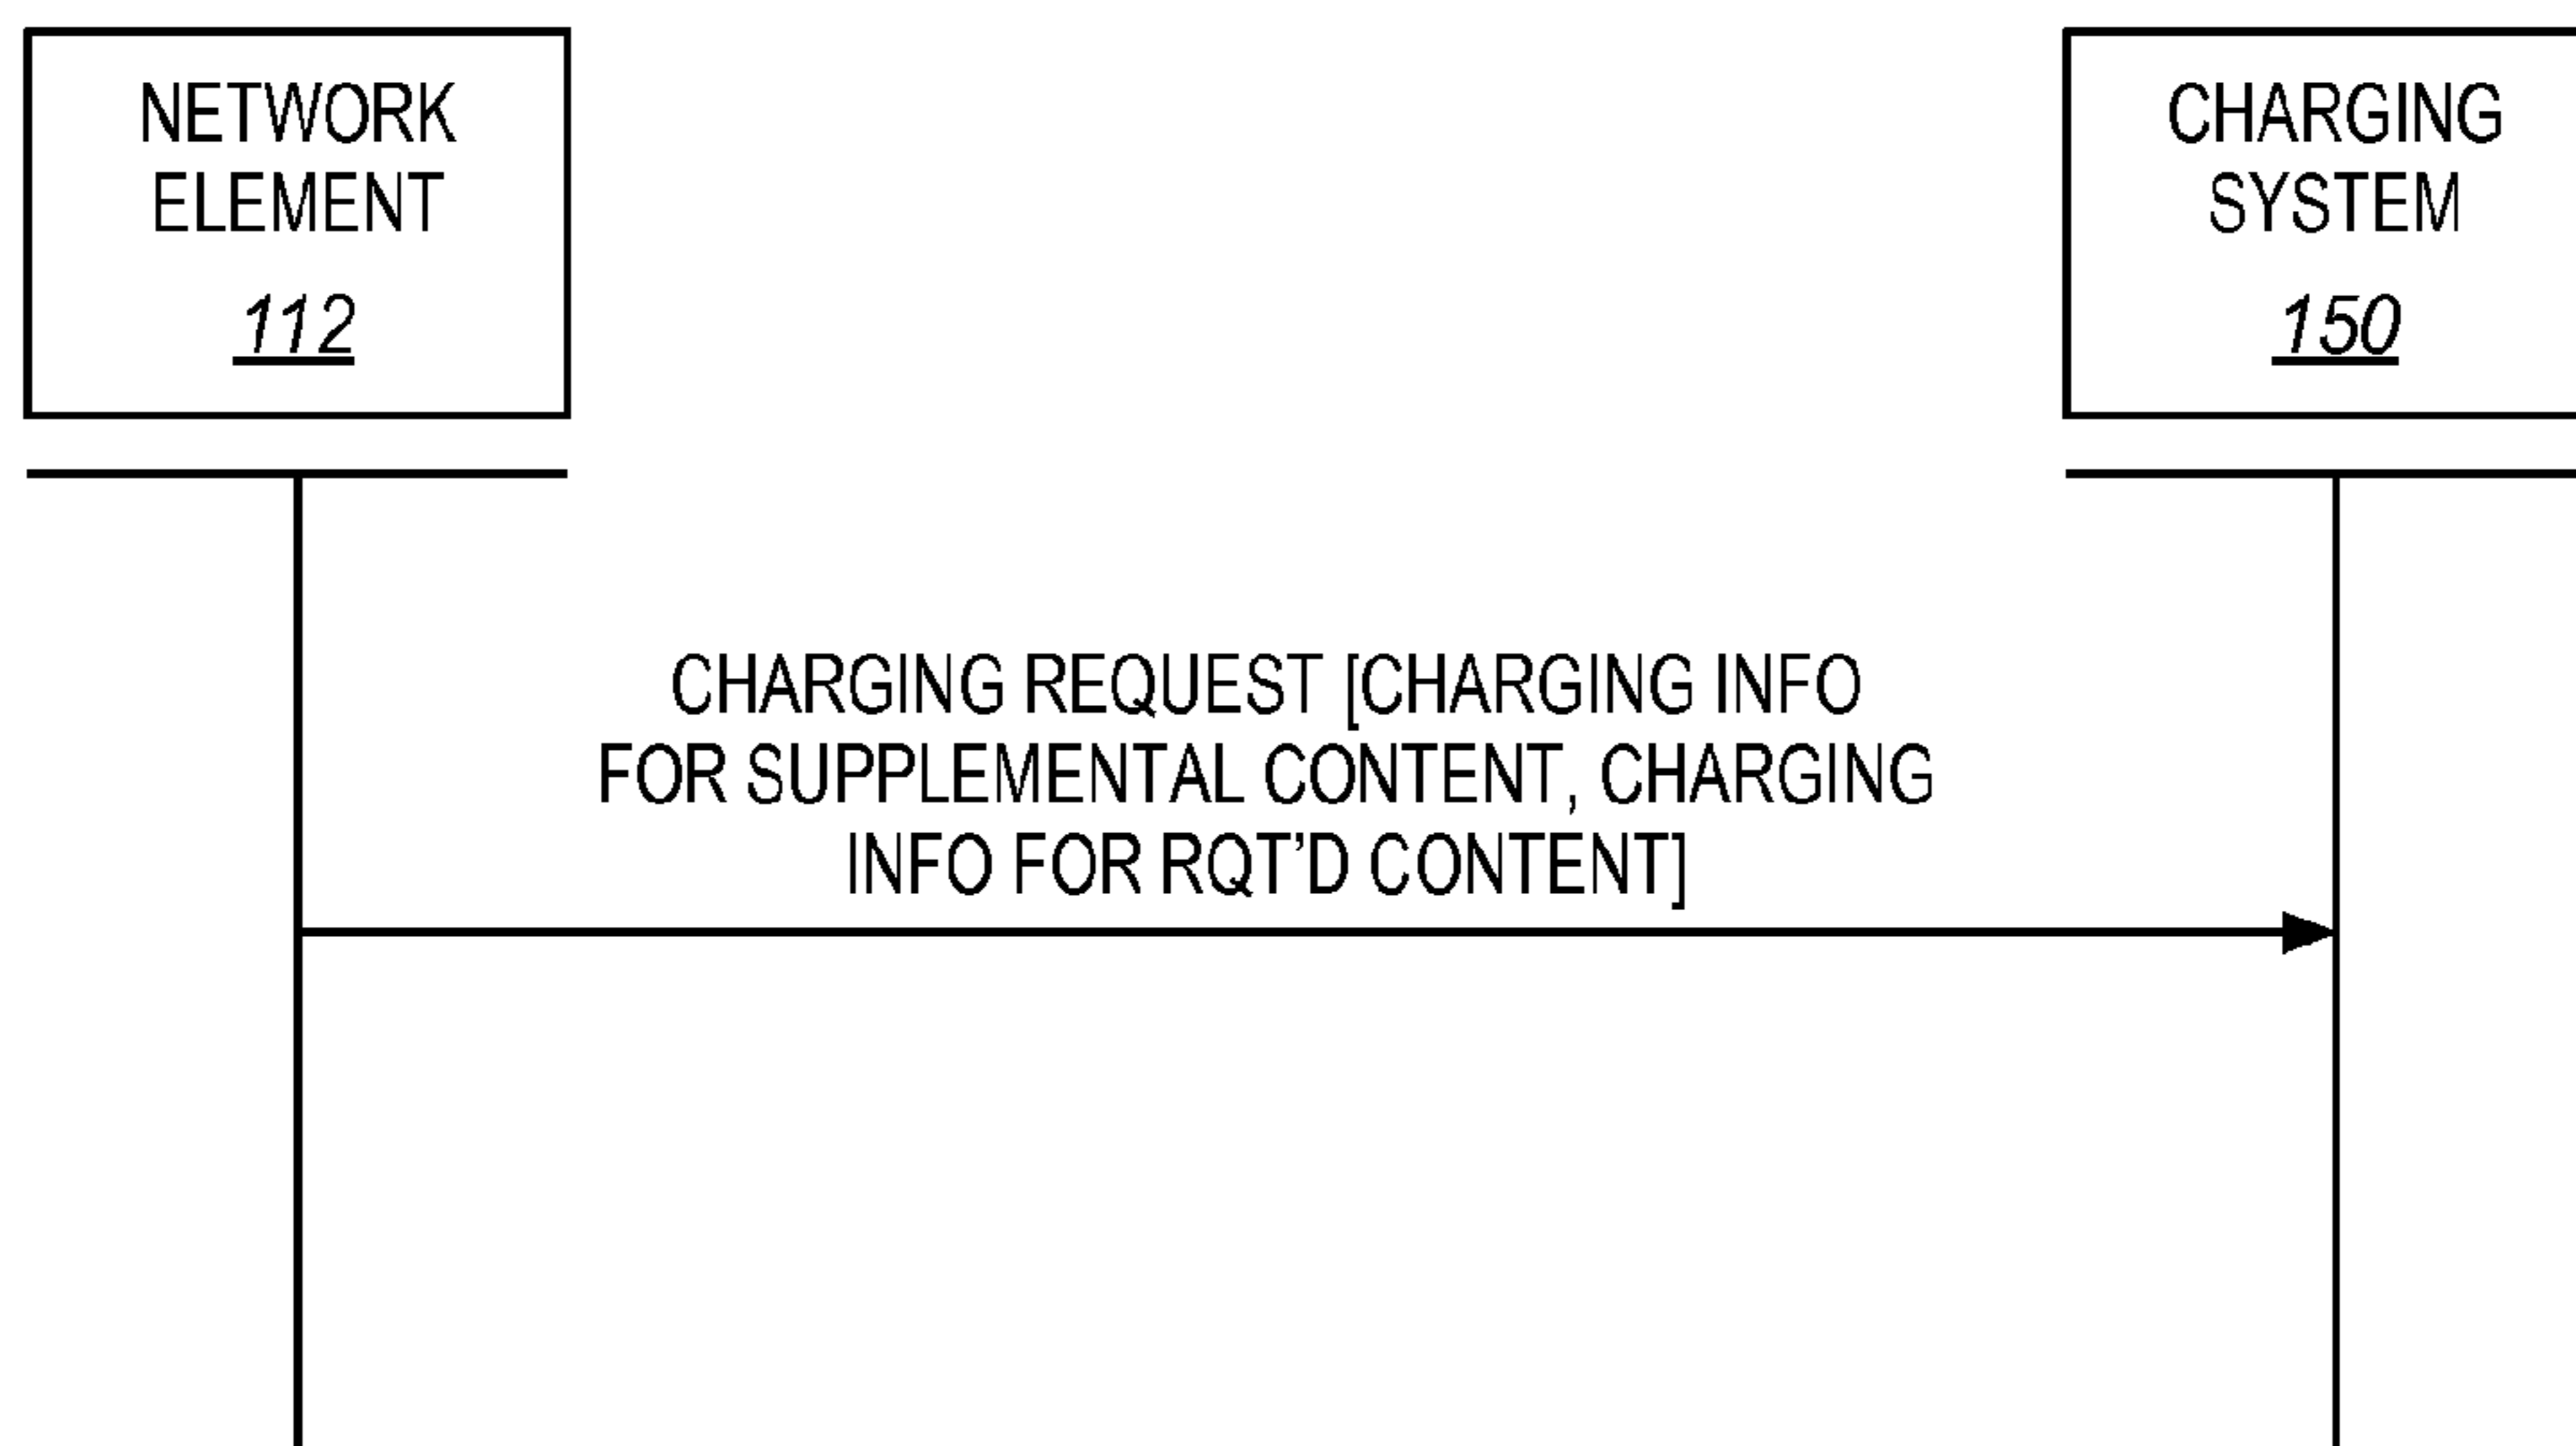 NETWORK
ELEMENT
112
CHARGING
SYSTEM
150
CHARGING REQUEST [CHARGING INFO
FOR SUPPLEMENTAL CONTENT, CHARGING
INFO FOR RQT’D CONTENT]